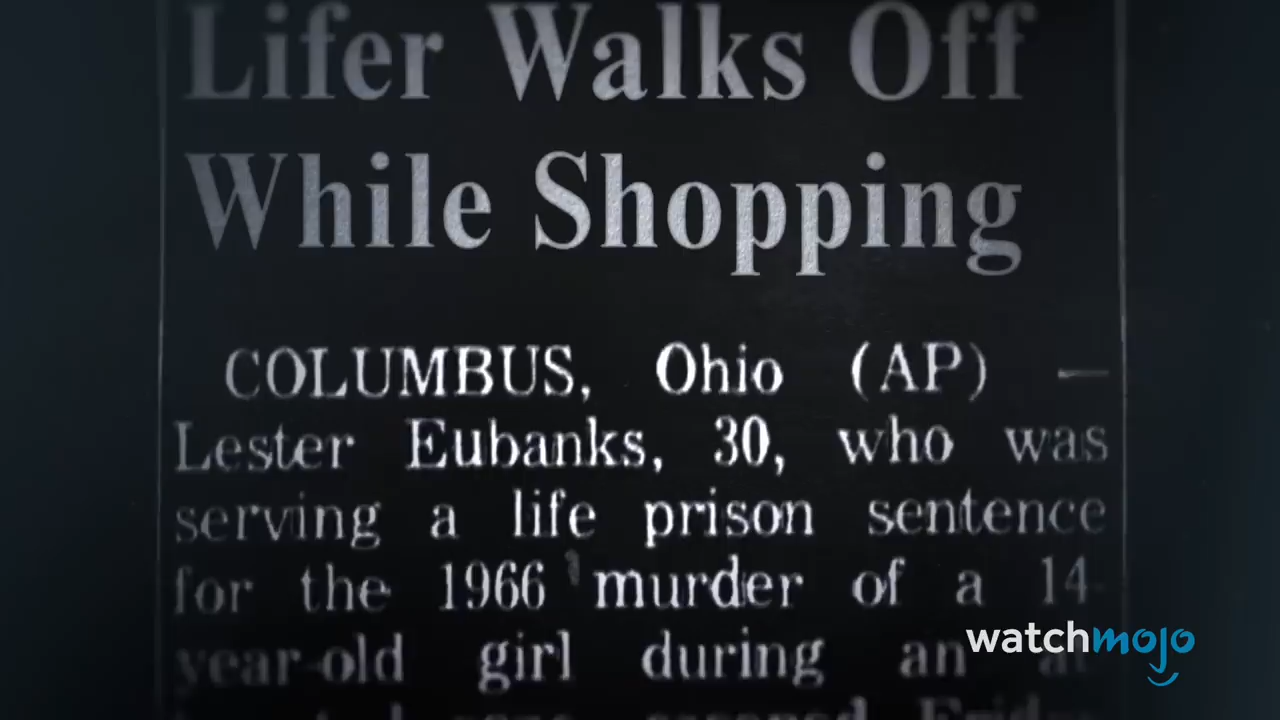 Lifer Walks Off
While Shopping
COLUMBUS, Ohio (AP) —
Lester Eubanks, 30, who was
serving a life prison sentence
for the 1966 murder of a 14-
year-old girl during an
watchmojo